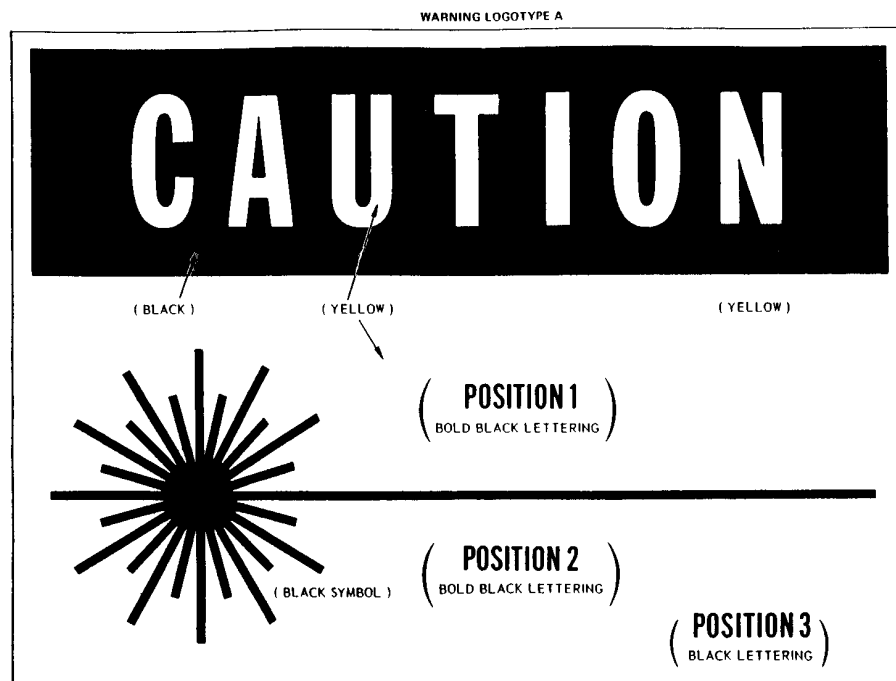 WARNING LOGOTYPE A
CAUTION
( BLACK )
( YELLOW )
( YELLOW )
( POSITION 1
BOLD BLACK LETTERING )
( POSITION 2
BOLD BLACK LETTERING )
( BLACK SYMBOL )
( POSITION 3
BLACK LETTERING )